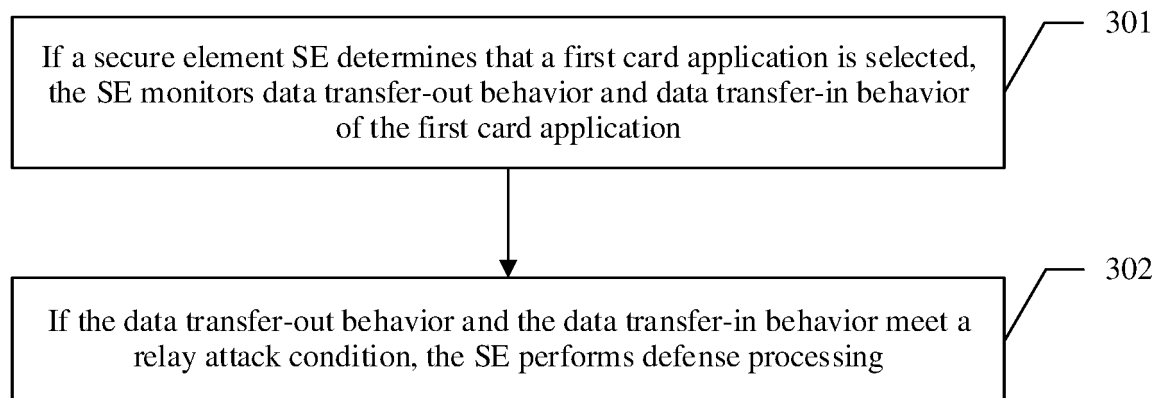 301
If a secure element SE determines that a first card application is selected,
the SE monitors data transfer-out behavior and data transfer-in behavior
of the first card application
302
If the data transfer-out behavior and the data transfer-in behavior meet a
relay attack condition, the SE performs defense processing